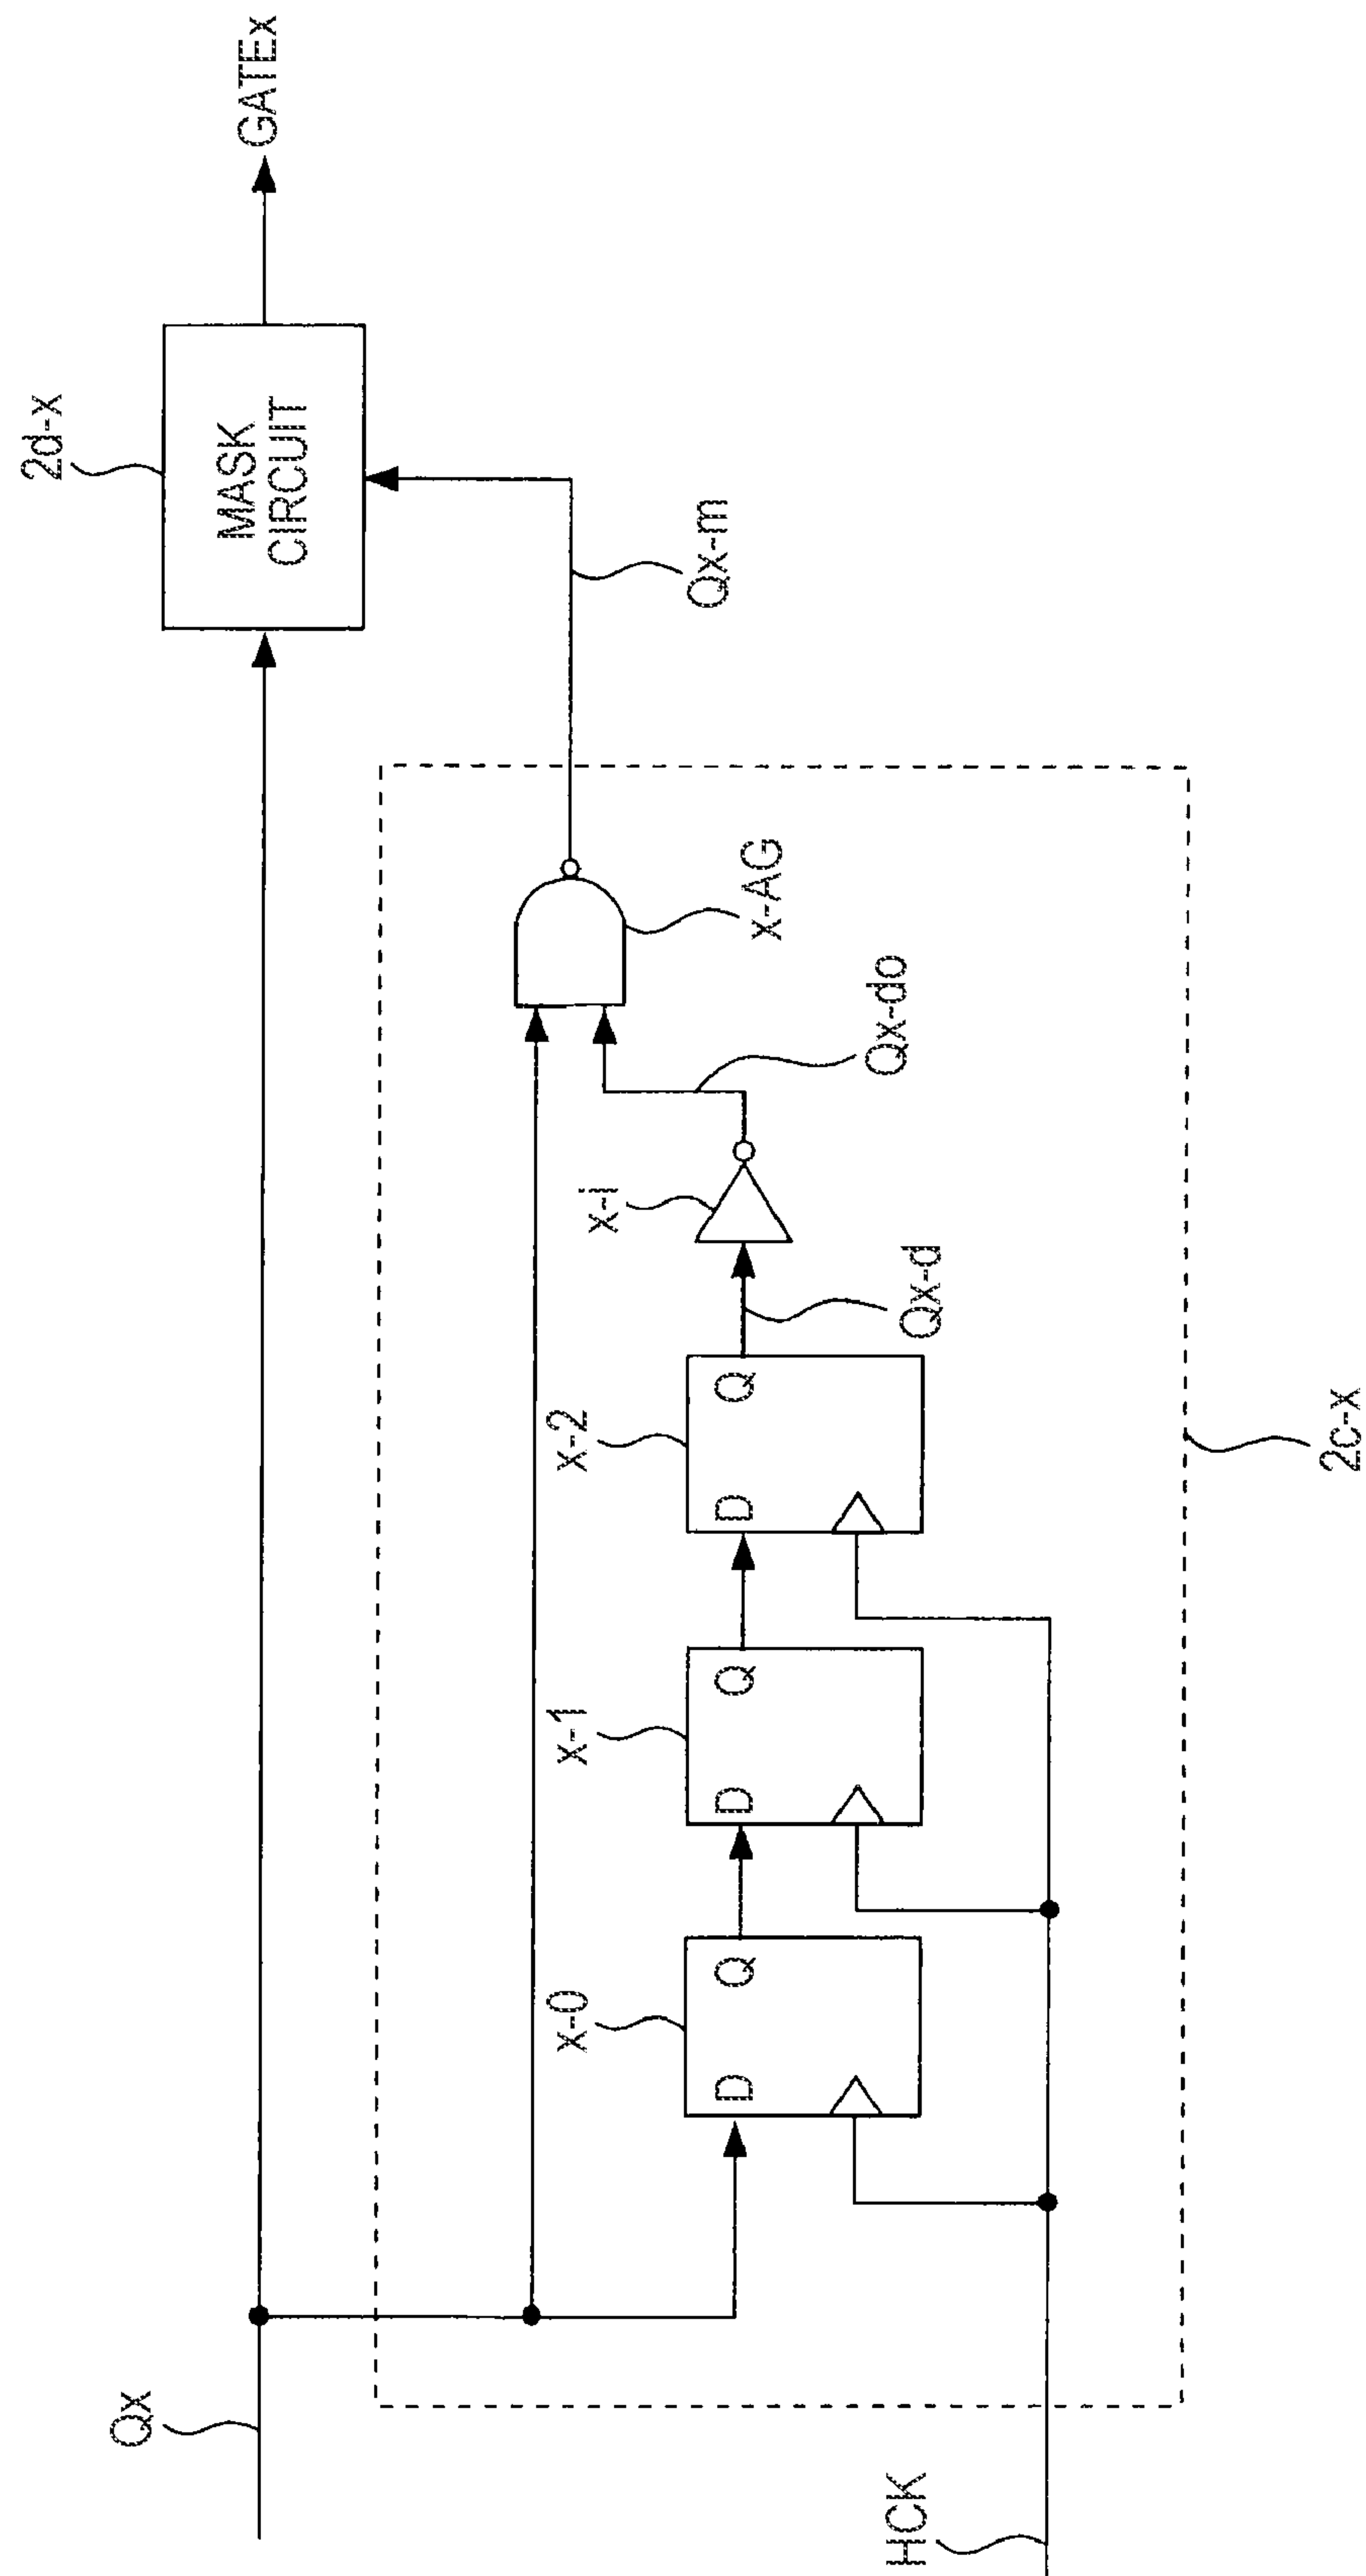 Qx
2d-x
MASK
CIRCUIT
GATEx
Qx-m
x-AG
Qx-do
x-i
Qx-d
x-0
D
Q
x-1
D
Q
x-2
D
Q
HCK
2c-x